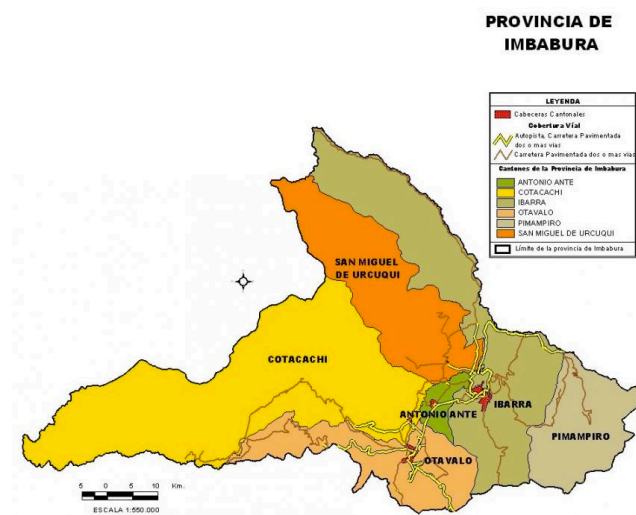 PROVINCIA DE
IMBABURA
LEYENDA
Cabeceras Cantonales
Cobertura Víal
Autopista, Carretera Pavimentada
dos o mas vias
Carretera Pavimentada dos o mas vias
Cantones de la Provincia de Imbabura
ANTONIO ANTE
COTACACHI
IBARRA
OTAVALO
PIMAMPIRO
SAN MIGUEL DE URCUQUI
Límite de la provincia de Imbabura
SAN MIGUEL
DE URCUQUI
COTACACHI
IBARRA
ANTONIO ANTE
PIMAMPIRO
OTAVALO
5 0 5 10 Km.
ESCALA 1:550.000